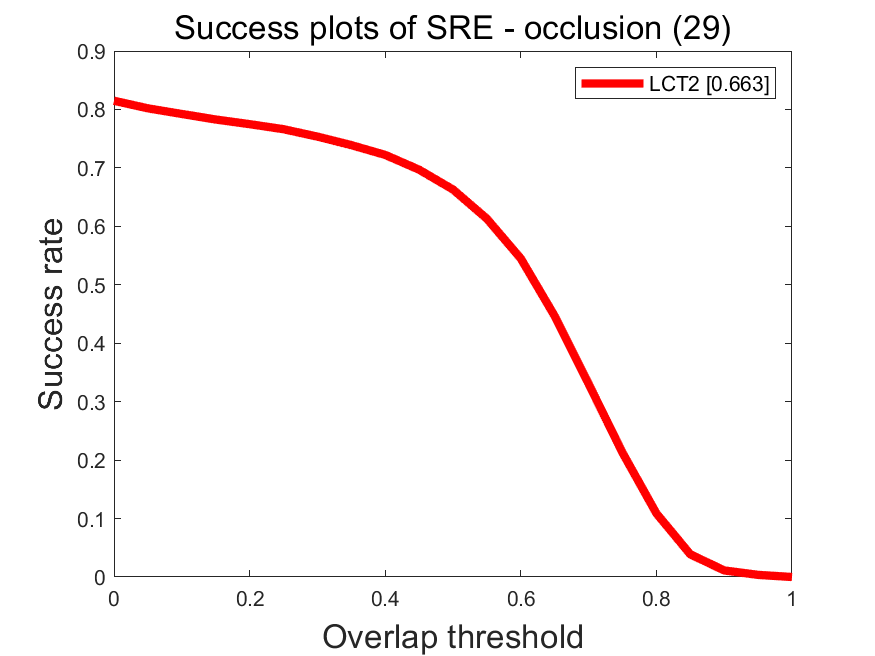 Success plots of SRE - occlusion (29)
LCT2 [0.663]
Success rate
0.9
0.8
0.7
0.6
0.5
0.4
0.3
0.2
0.1
0
0 0.2 0.4 0.6 0.8 1
Overlap threshold